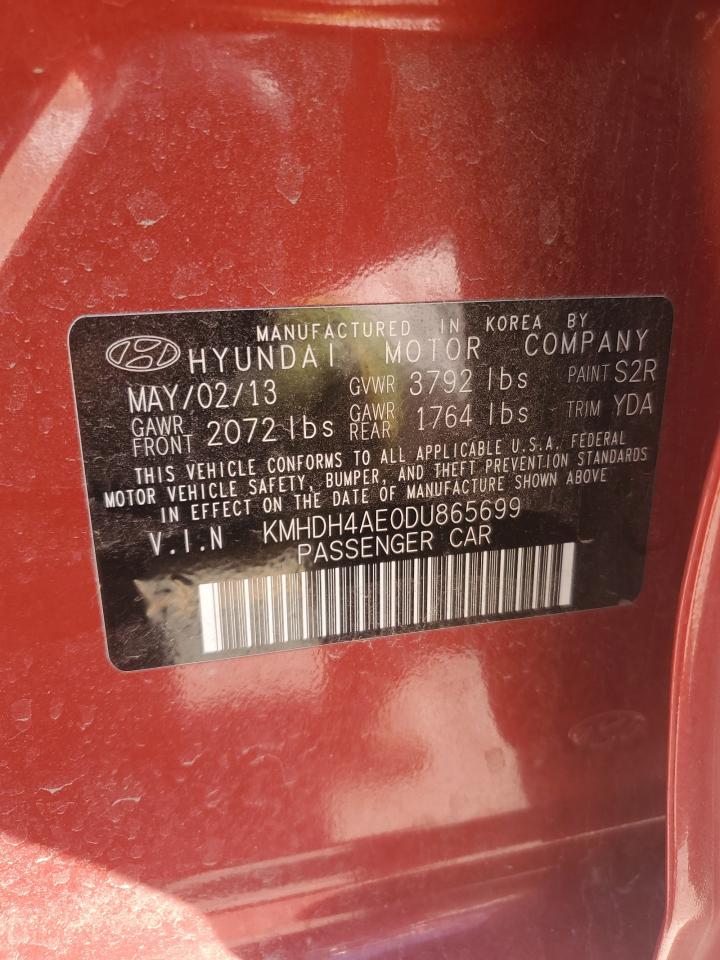 MANUFACTURED IN KOREA BY
HYUNDAI MOTOR COMPANY
MAY/02/13 GVWR 3792 lbs PAINT S2R
GAWR FRONT 2072 lbs GAWR REAR 1764 lbs TRIM YDA
THIS VEHICLE CONFORMS TO ALL APPLICABLE U.S.A. FEDERAL
MOTOR VEHICLE SAFETY, BUMPER, AND THEFT PREVENTION STANDARDS
IN EFFECT ON THE DATE OF MANUFACTURE SHOWN ABOVE
V.I.N KMHDH4AE0DU865699
PASSENGER CAR